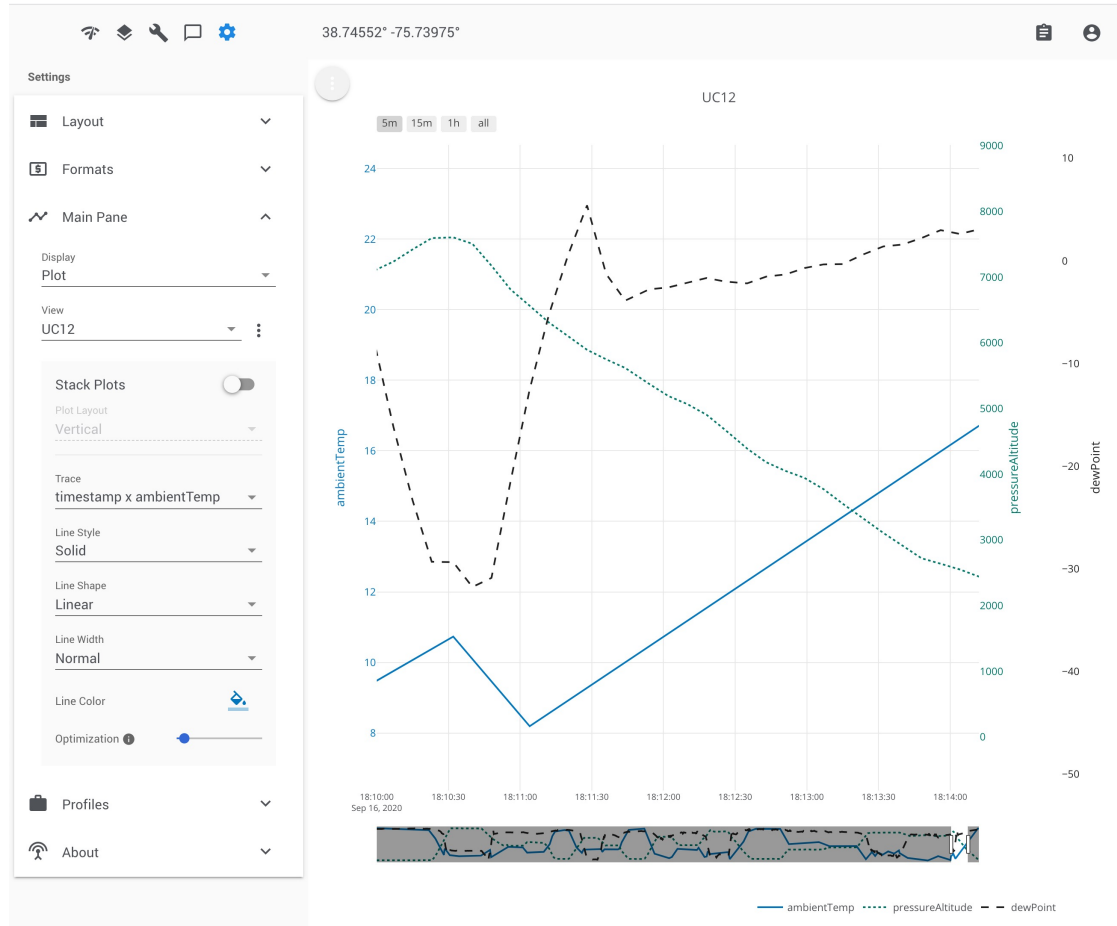 38.74552° -75.73975°
Settings
Layout
Formats
Main Pane
Display
Plot
View
UC12
Stack Plots
Plot Layout
Vertical
Trace
timestamp x ambientTemp
Line Style
Solid
Line Shape
Linear
Line Width
Normal
Line Color
Optimization
Profiles
About
UC12
5m 15m 1h all
24
22
20
18
16
14
12
10
8
ambientTemp
9000
8000
7000
6000
5000
4000
3000
2000
1000
0
pressureAltitude
10
0
−10
−20
−30
−40
−50
dewPoint
18:10:00 18:10:30 18:11:00 18:11:30 18:12:00 18:12:30 18:13:00 18:13:30 18:14:00
Sep 16, 2020
ambientTemp pressureAltitude dewPoint